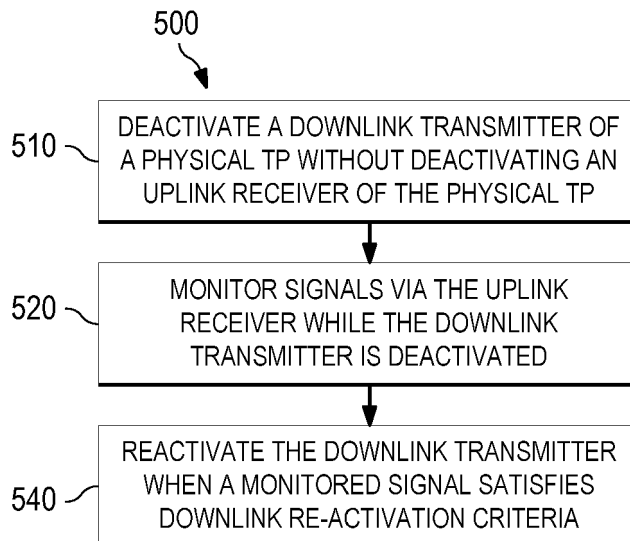 500
510
DEACTIVATE A DOWNLINK TRANSMITTER OF
A PHYSICAL TP WITHOUT DEACTIVATING AN
UPLINK RECEIVER OF THE PHYSICAL TP
520
MONITOR SIGNALS VIA THE UPLINK
RECEIVER WHILE THE DOWNLINK
TRANSMITTER IS DEACTIVATED
540
REACTIVATE THE DOWNLINK TRANSMITTER
WHEN A MONITORED SIGNAL SATISFIES
DOWNLINK RE-ACTIVATION CRITERIA